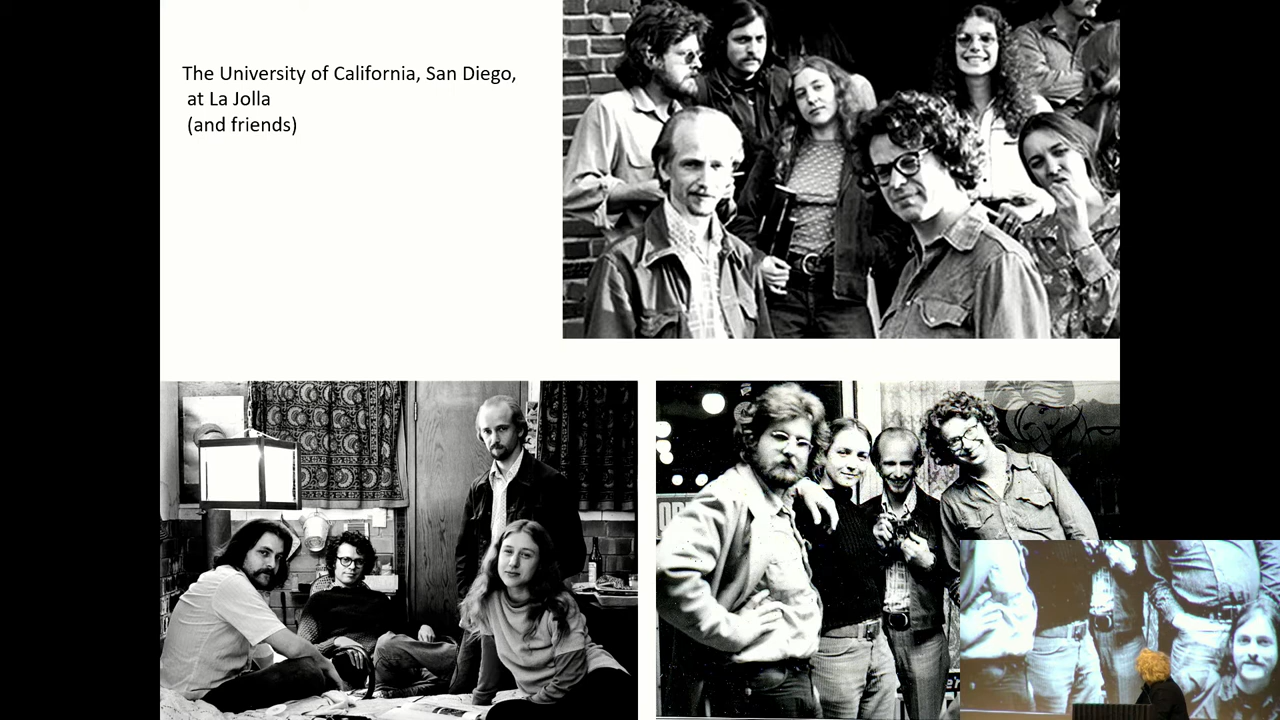 The University of California, San Diego,
at La Jolla
(and friends)